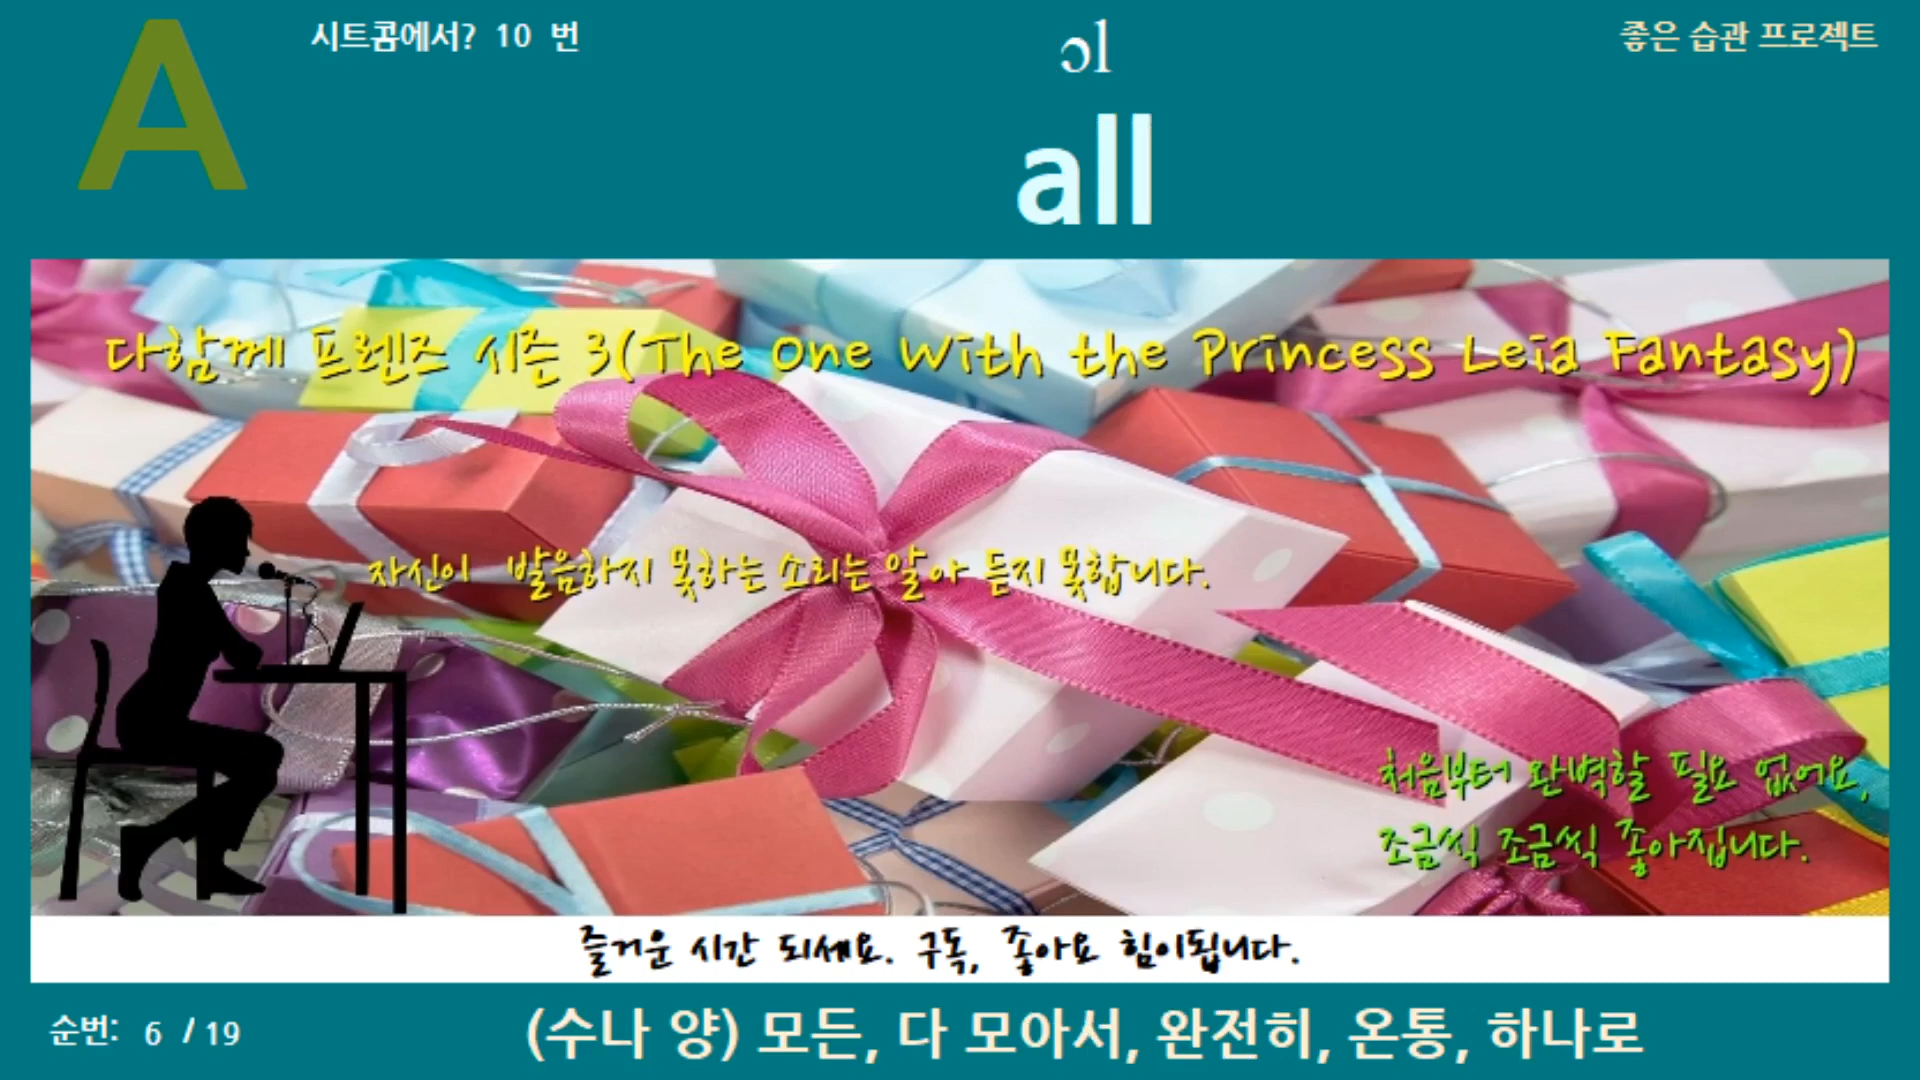 A
시트콤에서? 10 번
ɔl
좋은 습관 프로젝트
all
다함께 프렌즈 시즌 3(The One With the Princess Leia Fantasy)
자신이 발음하지 못하는 소리는 알아 듣지 못합니다.
처음부터 완벽할 필요 없어요,
조금씩 조금씩 좋아집니다.
즐거운 시간 되세요. 구독, 좋아요 힘이됩니다.
순번: 6 / 19
(수나 양) 모든, 다 모아서, 완전히, 온통, 하나로